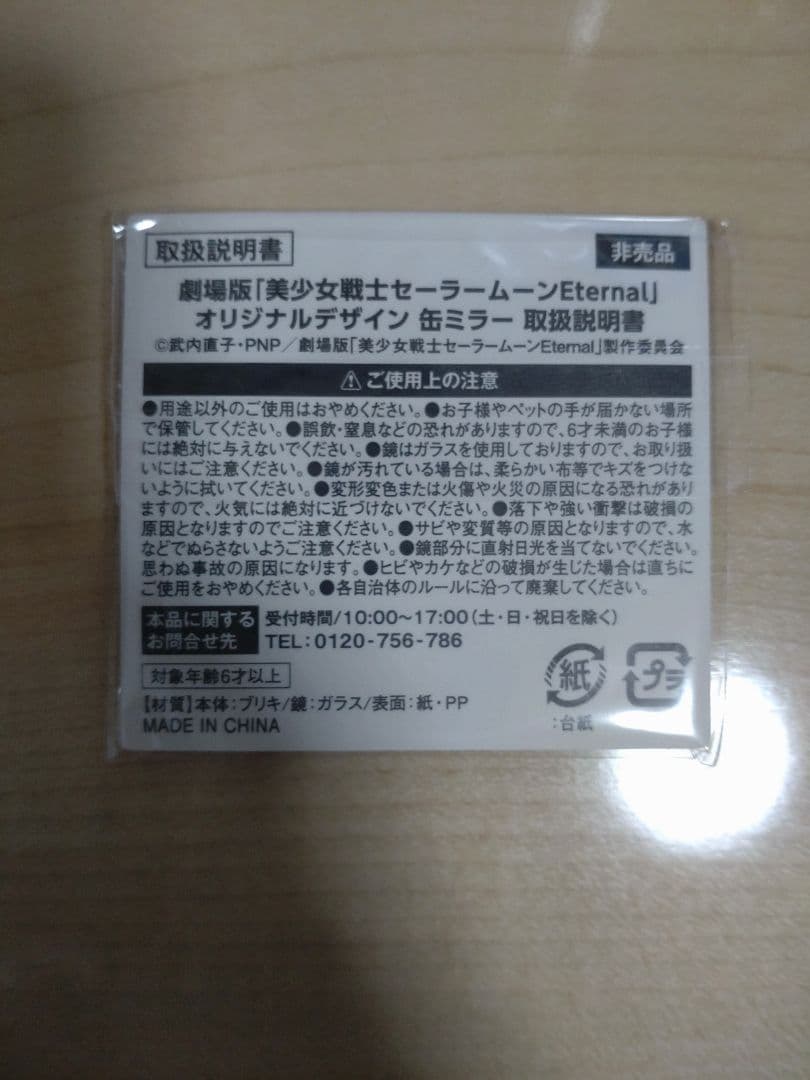 取扱説明書
非売品
劇場版「美少女戦士セーラームーンEternal」
オリジナルデザイン 缶ミラー 取扱説明書
©武内直子・PNP／劇場版「美少女戦士セーラームーンEternal」製作委員会
⚠ご使用上の注意
●用途以外のご使用はおやめください。●お子様やペットの手が届かない場所
で保管してください。●誤飲・窒息などの恐れがありますので、6才未満のお子様
には絶対に与えないでください。●鏡はガラスを使用しておりますので、お取り扱
いにはご注意ください。●鏡が汚れている場合は、柔らかい布等でキズをつけな
いように拭いてください。●変形変色または火傷や火災の原因になる恐れがあり
ますので、火気には絶対に近づけないでください。●落下や強い衝撃は破損の
原因となりますのでご注意ください。●サビや変質等の原因となりますので、水
などでぬらさないようご注意ください。●鏡部分に直射日光を当てないでください。
思わぬ事故の原因になります。●ヒビやカケなどの破損が生じた場合は直ちに
ご使用をおやめください。●各自治体のルールに沿って廃棄してください。
本品に関する
お問合せ先
受付時間/10:00〜17:00（土・日・祝日を除く）
TEL:0120-756-786
対象年齢6才以上
【材質】本体：ブリキ/鏡：ガラス/表面：紙・PP
MADE IN CHINA
紙
：台紙
プラ